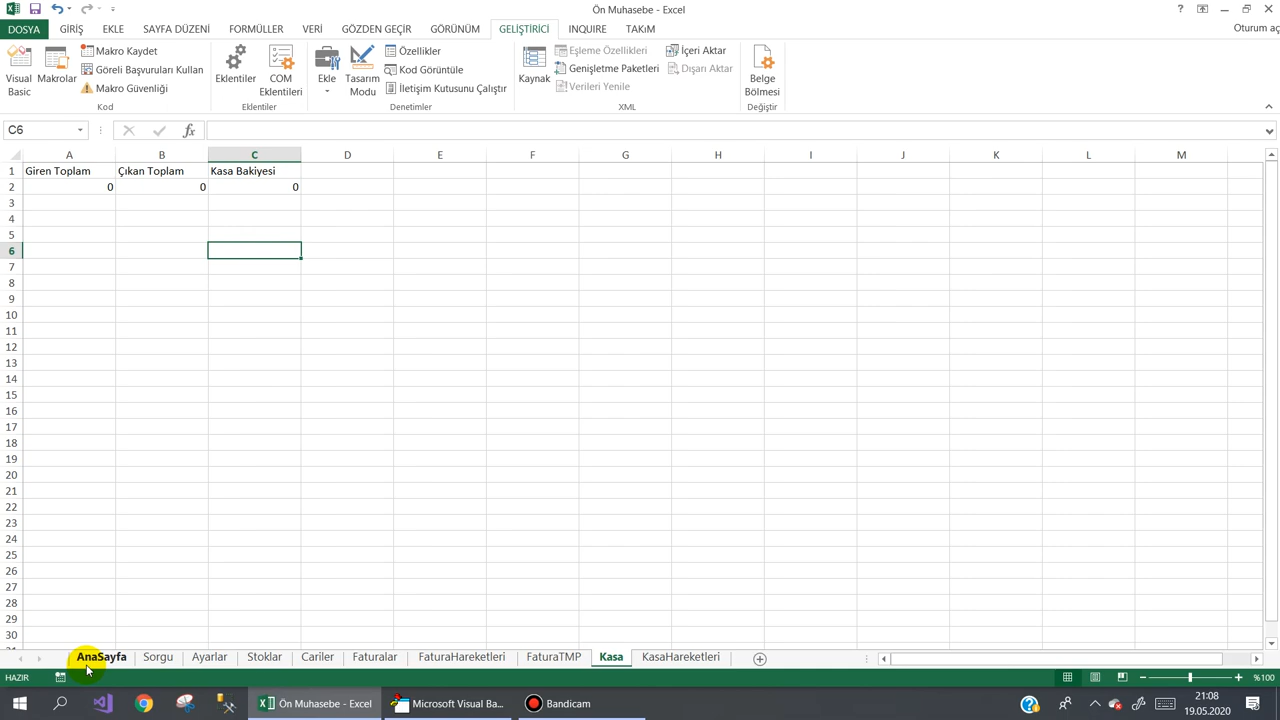 Ön Muhasebe - Excel
Oturum aç
DOSYA GİRİŞ EKLE SAYFA DÜZENİ FORMÜLLER VERİ GÖZDEN GEÇİR GÖRÜNÜM GELİŞTİRİCİ INQUIRE TAKıM
Visual Basic
Makrolar
Makro Kaydet
Göreli Başvuruları Kullan
Makro Güvenliği
Kod
Eklentiler
COM Eklentileri
Eklentiler
Ekle
Tasarım Modu
Özellikler
Kod Görüntüle
İletişim Kutusunu Çalıştır
Denetimler
Kaynak
Eşleme Özellikleri
Genişletme Paketleri
Verileri Yenile
İçeri Aktar
Dışarı Aktar
XML
Belge Bölmesi
Değiştir
C6 fx
A B C D E F G H I J K L M
1 Giren Toplam Çıkan Toplam Kasa Bakiyesi
2 0 0 0
3
4
5
6
7
8
9
10
11
12
13
14
15
16
17
18
19
20
21
22
23
24
25
26
27
28
29
30
AnaSayfa Sorgu Ayarlar Stoklar Cariler Faturalar FaturaHareketleri FaturaTMP Kasa KasaHareketleri
HAZIR %100
Ön Muhasebe - Excel Microsoft Visual Ba... Bandicam 21:08
19.05.2020